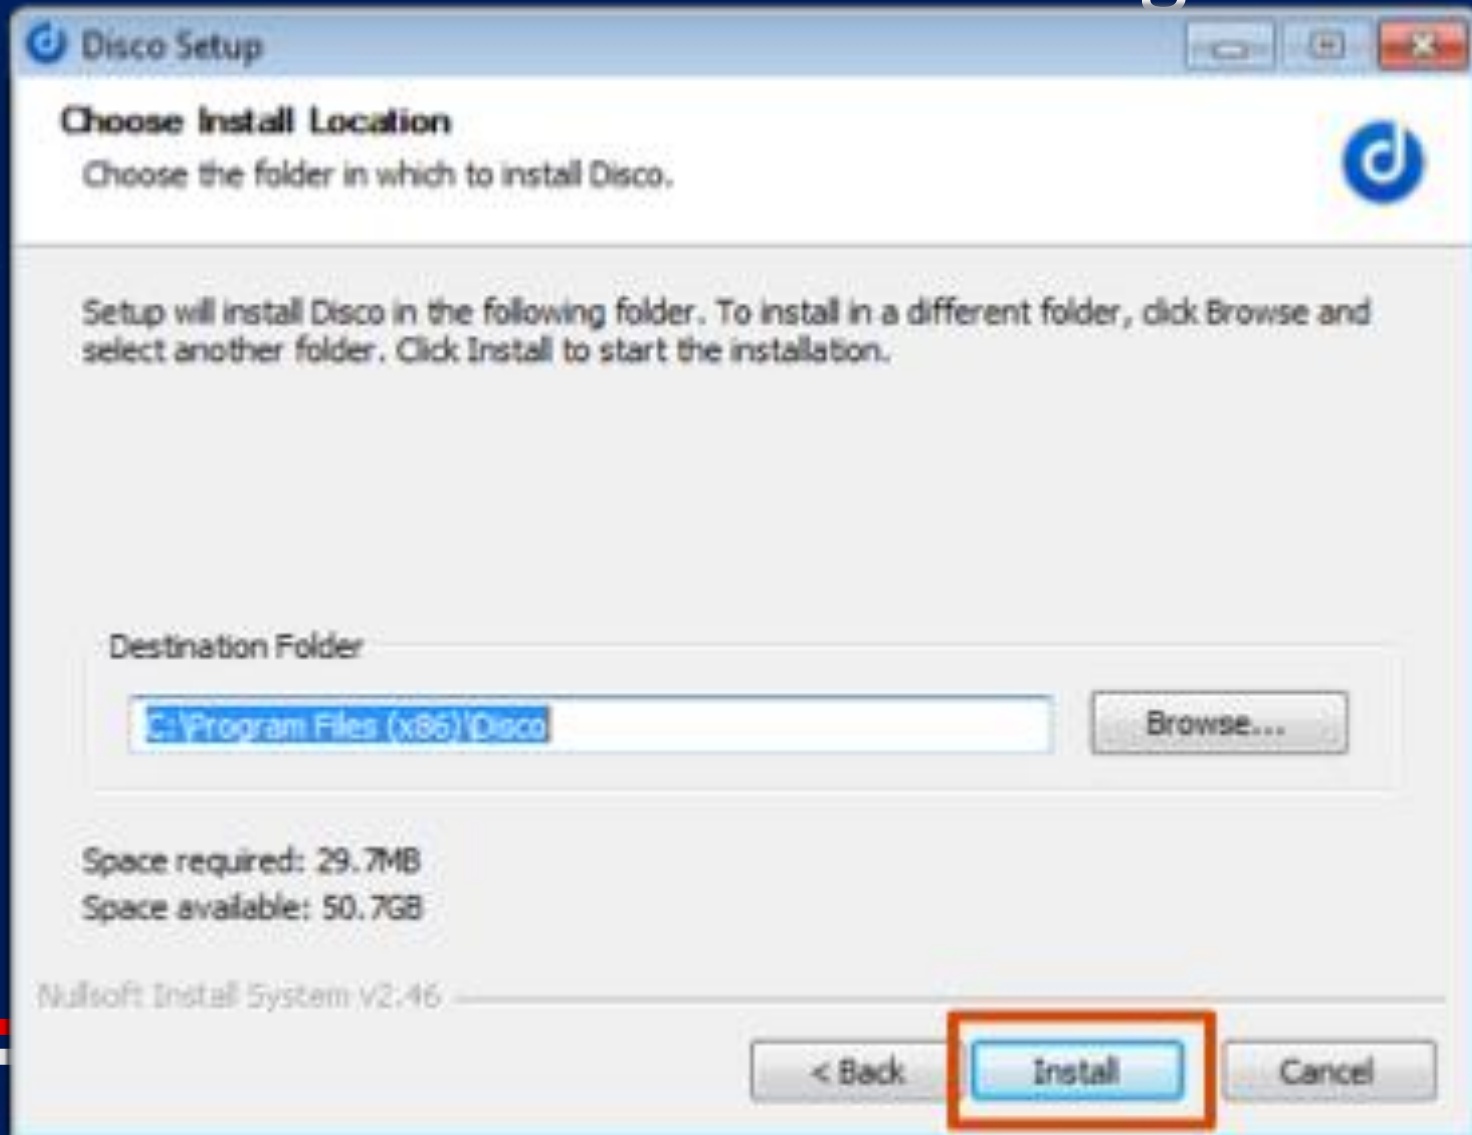 Disco Setup
Choose Install Location
Choose the folder in which to install Disco.
Setup will install Disco in the following folder. To install in a different folder, click Browse and
select another folder. Click Install to start the installation.
Destination Folder
C:\Program Files (x86)\Disco
Browse...
Space required: 29.7MB
Space available: 50.7GB
Nullsoft Install System v2.46
< Back
Install
Cancel